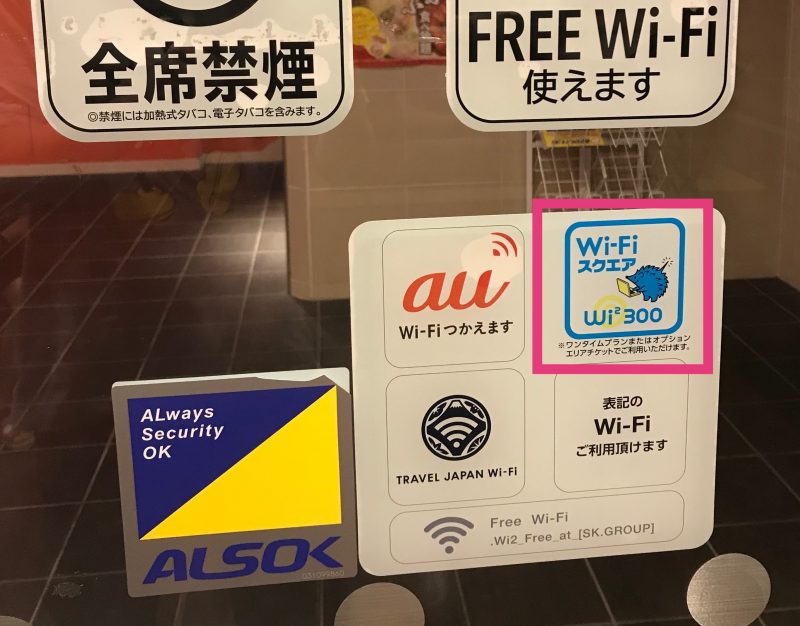 全席禁煙
◎禁煙には加熱式タバコ、電子タバコを含みます。
FREE Wi-Fi
使えます
au
Wi-Fiつかえます
Wi-Fi
スクエア
Wi2 300
※ワンタイムプランまたはオプション
エリアチケットでご利用いただけます。
TRAVEL JAPAN Wi-Fi
表記の
Wi-Fi
ご利用頂けます
Free Wi-Fi
.Wi2_Free_at_[SK.GROUP]
ALways
Security
OK
ALSOK